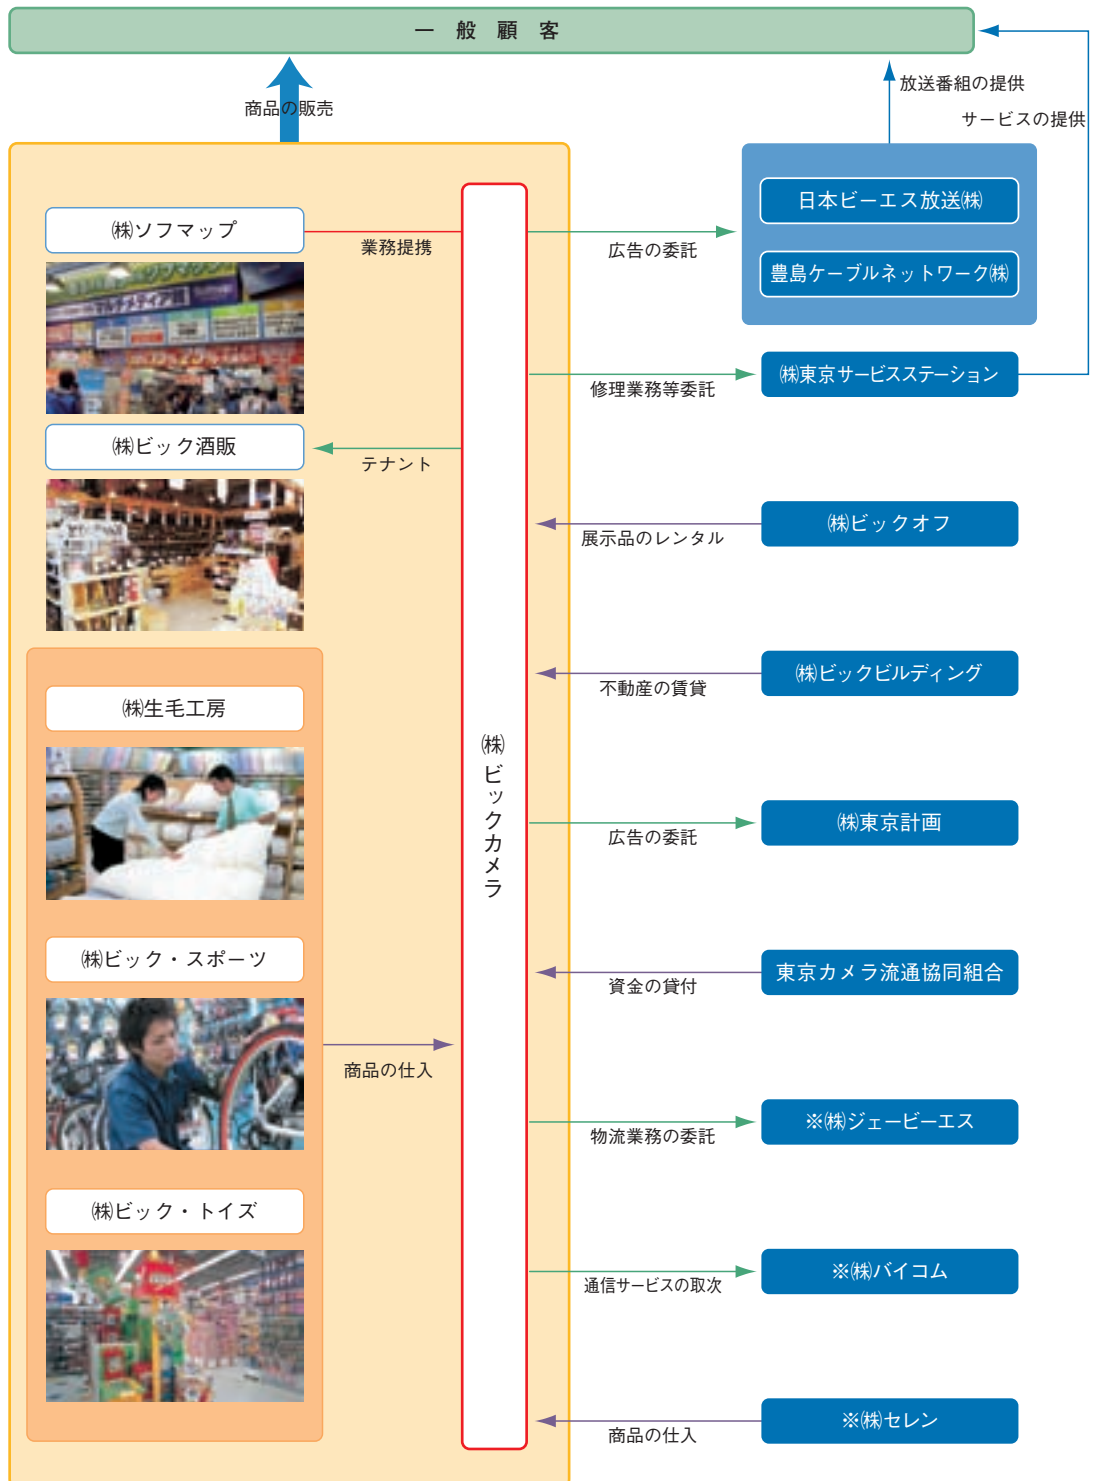 一般顧客
商品の販売
放送番組の提供
サービスの提供
㈱ソフマップ
業務提携
広告の委託
日本ビーエス放送㈱
豊島ケーブルネットワーク㈱
修理業務等委託
㈱東京サービスステーション
㈱ビック酒販
テナント
展示品のレンタル
㈱ビックオフ
不動産の賃貸
㈱ビックビルディング
㈱生毛工房
㈱ビックカメラ
広告の委託
㈱東京計画
㈱ビック・スポーツ
資金の貸付
東京カメラ流通協同組合
商品の仕入
物流業務の委託
※㈱ジェービーエス
㈱ビック・トイズ
通信サービスの取次
※㈱バイコム
商品の仕入
※㈱セレン